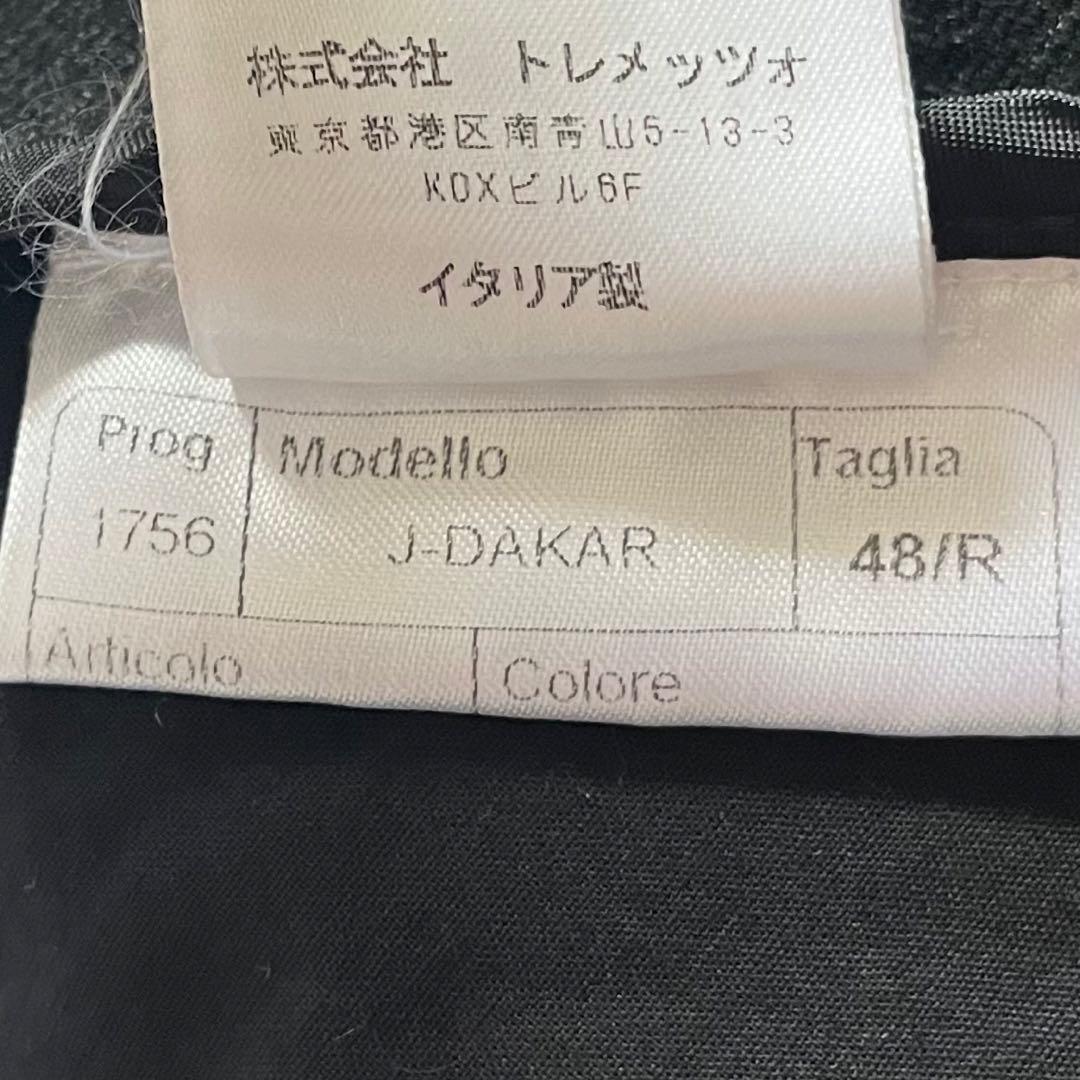 株式会社 トレメッツォ
東京都港区南青山5-13-3
KOXビル6F
イタリア製
Prog Modello Taglia
1756 J-DAKAR 48/R
Articolo Colore